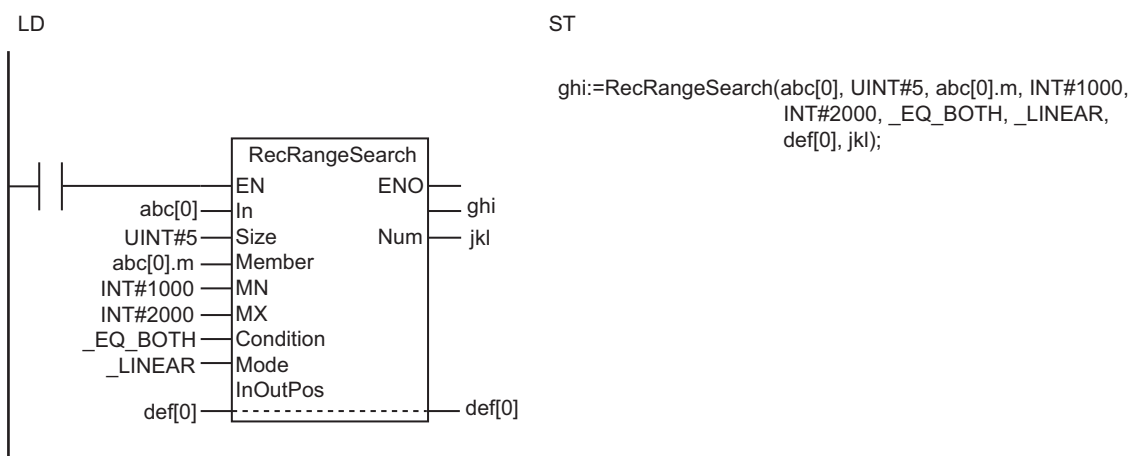 LD
ST
ghi:=RecRangeSearch(abc[0], UINT#5, abc[0].m, INT#1000,
INT#2000, _EQ_BOTH, _LINEAR,
def[0], jkl);
RecRangeSearch
EN ENO
abc[0] In ghi
UINT#5 Size Num jkl
abc[0].m Member
INT#1000 MN
INT#2000 MX
_EQ_BOTH Condition
_LINEAR Mode
InOutPos
def[0] def[0]